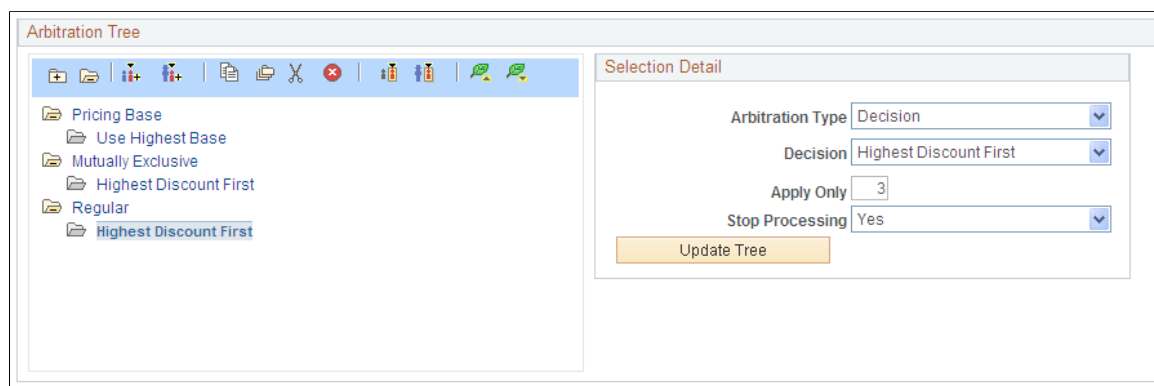 Arbitration Tree
Pricing Base
Use Highest Base
Mutually Exclusive
Highest Discount First
Regular
Highest Discount First
Selection Detail
Arbitration Type Decision
Decision Highest Discount First
Apply Only 3
Stop Processing Yes
Update Tree